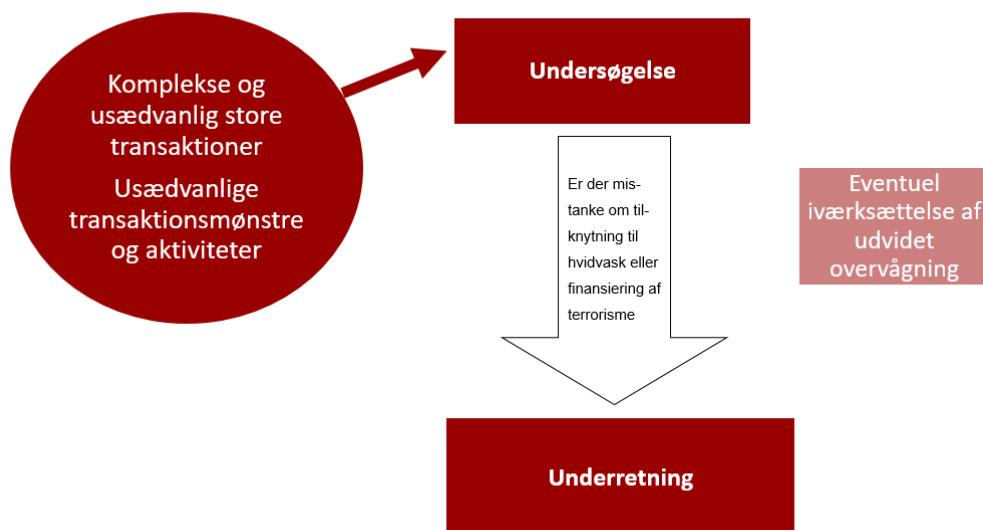 Komplekse og
usædvanlig store
transaktioner
Usædvanlige
transaktionsmønstre
og aktiviteter
Undersøgelse
Er der mis-
tanke om til-
knytning til
hvidvask eller
finansiering af
terrorisme
Eventuel
iværksættelse af
udvidet
overvågning
Underretning